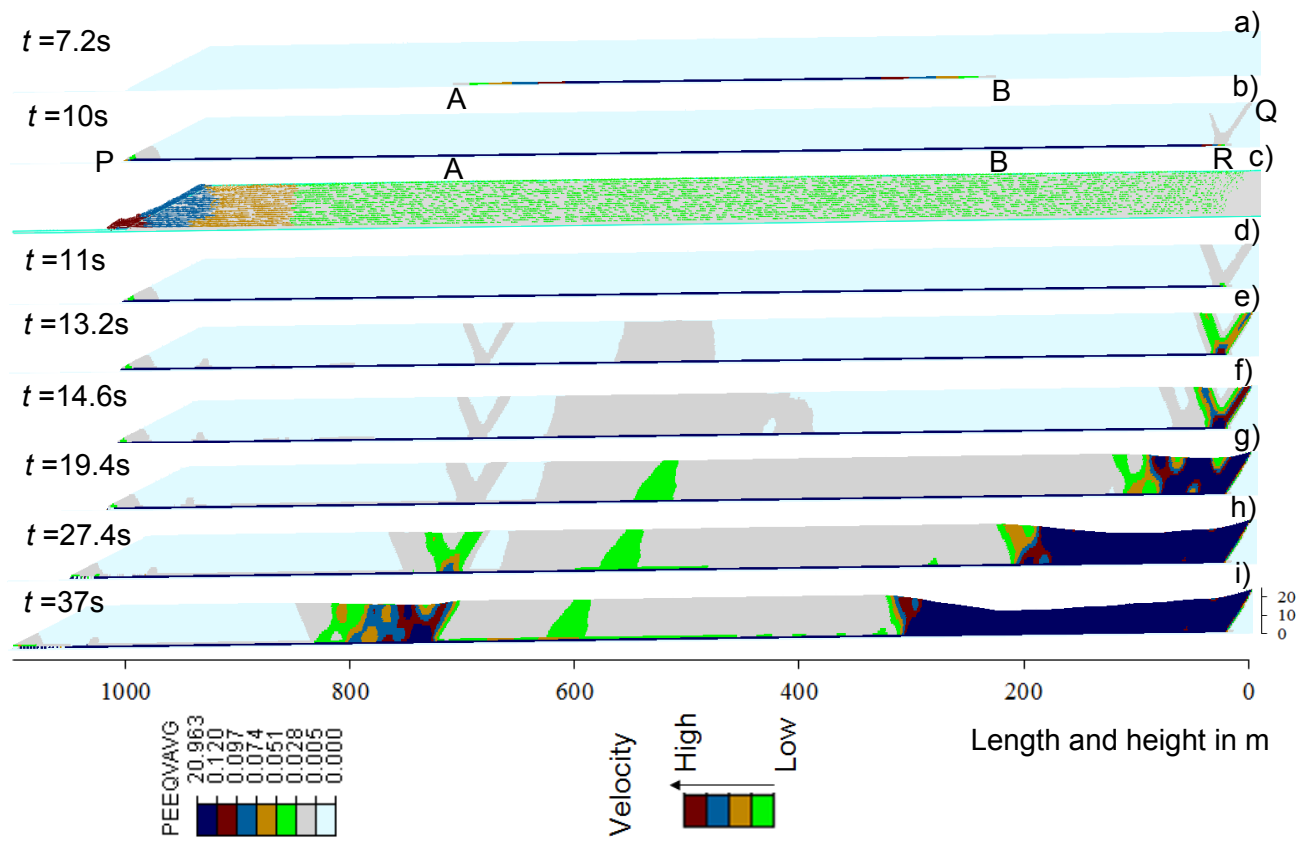 a)
t =7.2s
A
B
b)
t =10s
Q
P
A
B
R
c)
d)
t =11s
e)
t =13.2s
f)
t =14.6s
g)
t =19.4s
h)
t =27.4s
i)
t =37s
20
10
0
1000
800
600
400
200
0
Length and height in m
PEEQVAVG
20.963
0.120
0.097
0.074
0.051
0.028
0.005
0.000
Velocity
High
Low